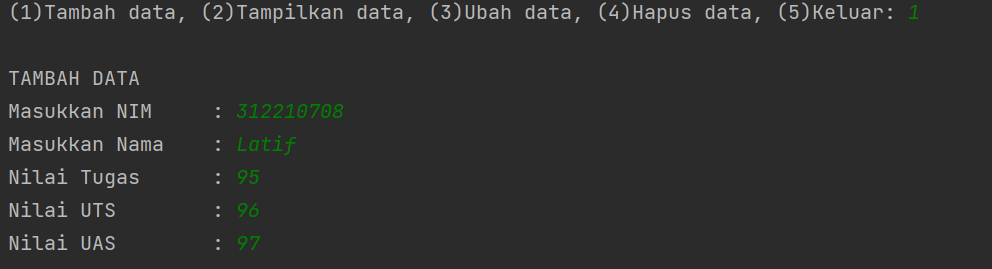 (1)Tambah data, (2)Tampilkan data, (3)Ubah data, (4)Hapus data, (5)Keluar: 1
TAMBAH DATA
Masukkan NIM     : 312210708
Masukkan Nama    : Latif
Nilai Tugas      : 95
Nilai UTS        : 96
Nilai UAS        : 97